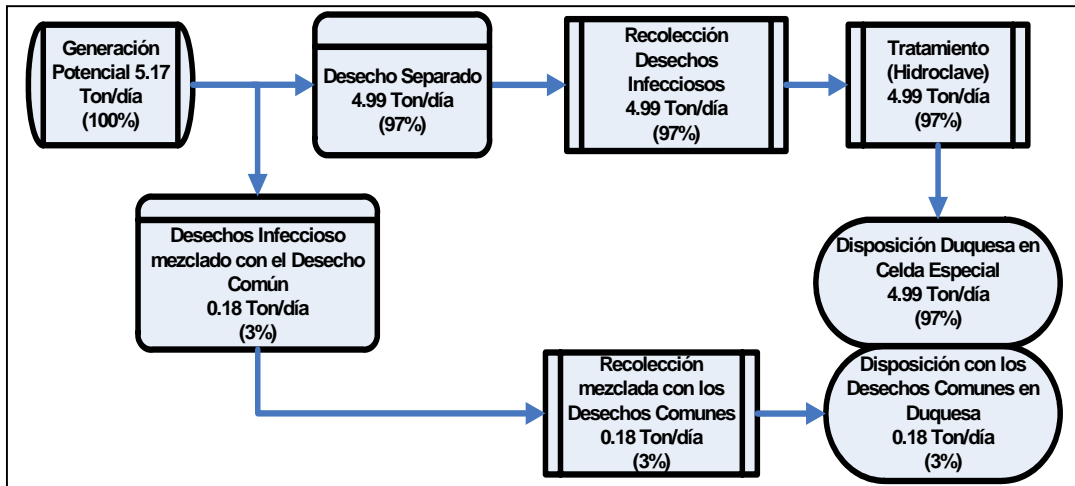 Generación
Potencial 5.17
Ton/día
(100%)
Desecho Separado
4.99 Ton/día
(97%)
Recolección
Desechos
Infecciosos
4.99 Ton/día
(97%)
Tratamiento
(Hidroclave)
4.99 Ton/día
(97%)
Desechos Infeccioso
mezclado con el Desecho
Común
0.18 Ton/día
(3%)
Disposición Duquesa en
Celda Especial
4.99 Ton/día
(97%)
Recolección
mezclada con los
Desechos Comunes
0.18 Ton/día
(3%)
Disposición con los
Desechos Comunes en
Duquesa
0.18 Ton/día
(3%)